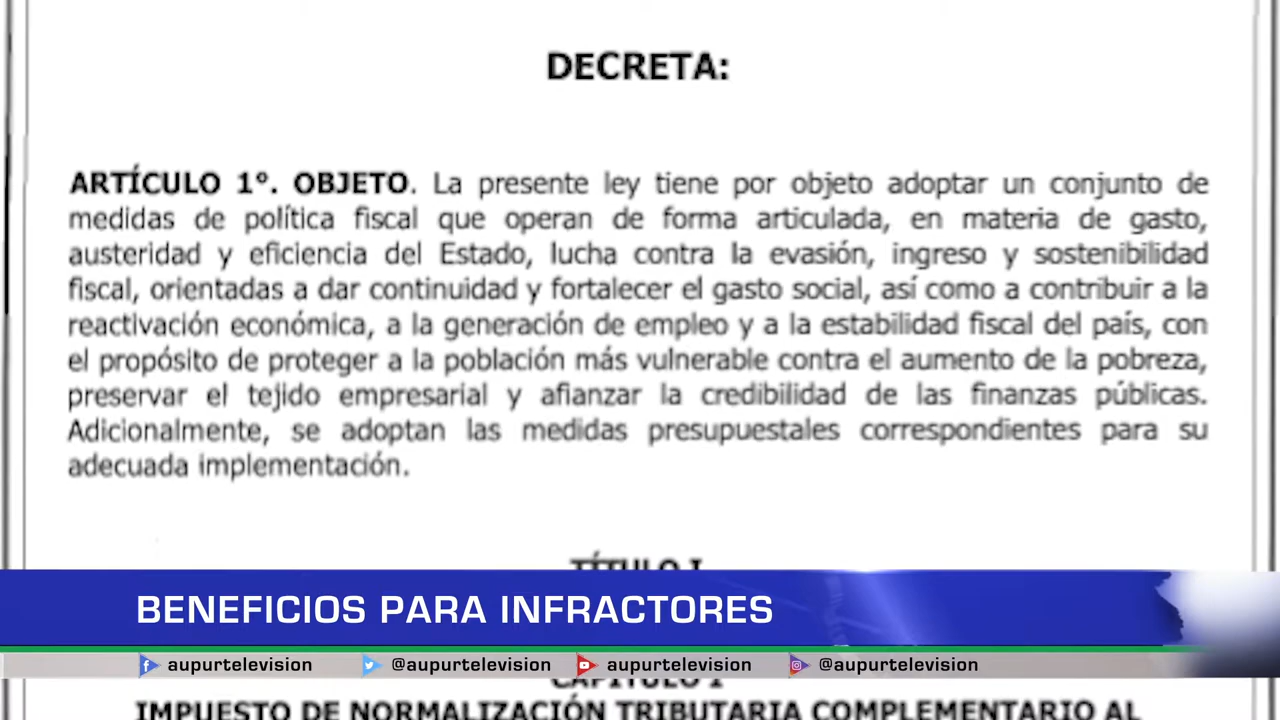 DECRETA:
ARTÍCULO 1°. OBJETO. La presente ley tiene por objeto adoptar un conjunto de
medidas de política fiscal que operan de forma articulada, en materia de gasto,
austeridad y eficiencia del Estado, lucha contra la evasión, ingreso y sostenibilidad
fiscal, orientadas a dar continuidad y fortalecer el gasto social, así como a contribuir a la
reactivación económica, a la generación de empleo y a la estabilidad fiscal del país, con
el propósito de proteger a la población más vulnerable contra el aumento de la pobreza,
preservar el tejido empresarial y afianzar la credibilidad de las finanzas públicas.
Adicionalmente, se adoptan las medidas presupuestales correspondientes para su
adecuada implementación.
TÍTULO I
BENEFICIOS PARA INFRACTORES
aupurtelevision @aupurtelevision aupurtelevision @aupurtelevision
CAPÍTULO I
IMPUESTO DE NORMALIZACIÓN TRIBUTARIA COMPLEMENTARIO AL